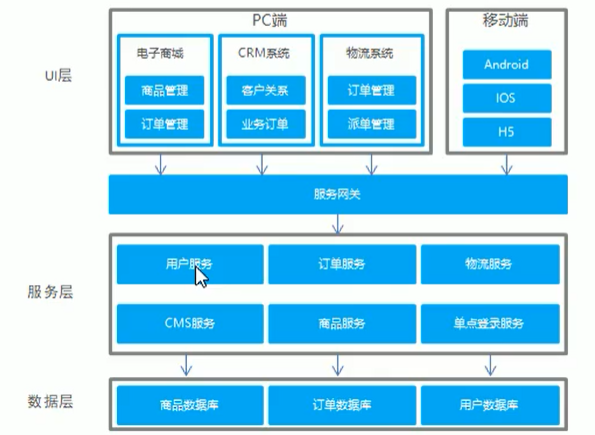 PC端
移动端
UI层
电子商城
CRM系统
物流系统
商品管理
客户关系
订单管理
订单管理
业务订单
派单管理
Android
IOS
H5
服务网关
服务层
用户服务
订单服务
物流服务
CMS服务
商品服务
单点登录服务
数据层
商品数据库
订单数据库
用户数据库